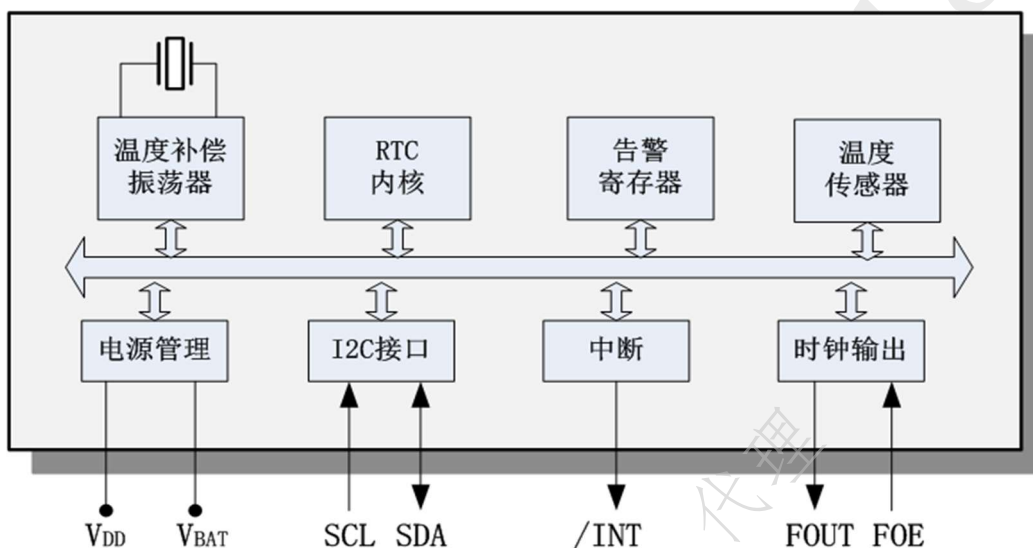 温度补偿
振荡器
RTC
内核
告警
寄存器
温度
传感器
电源管理
I2C接口
中断
时钟输出
代理
VDD
VBAT
SCL
SDA
/INT
FOUT
FOE